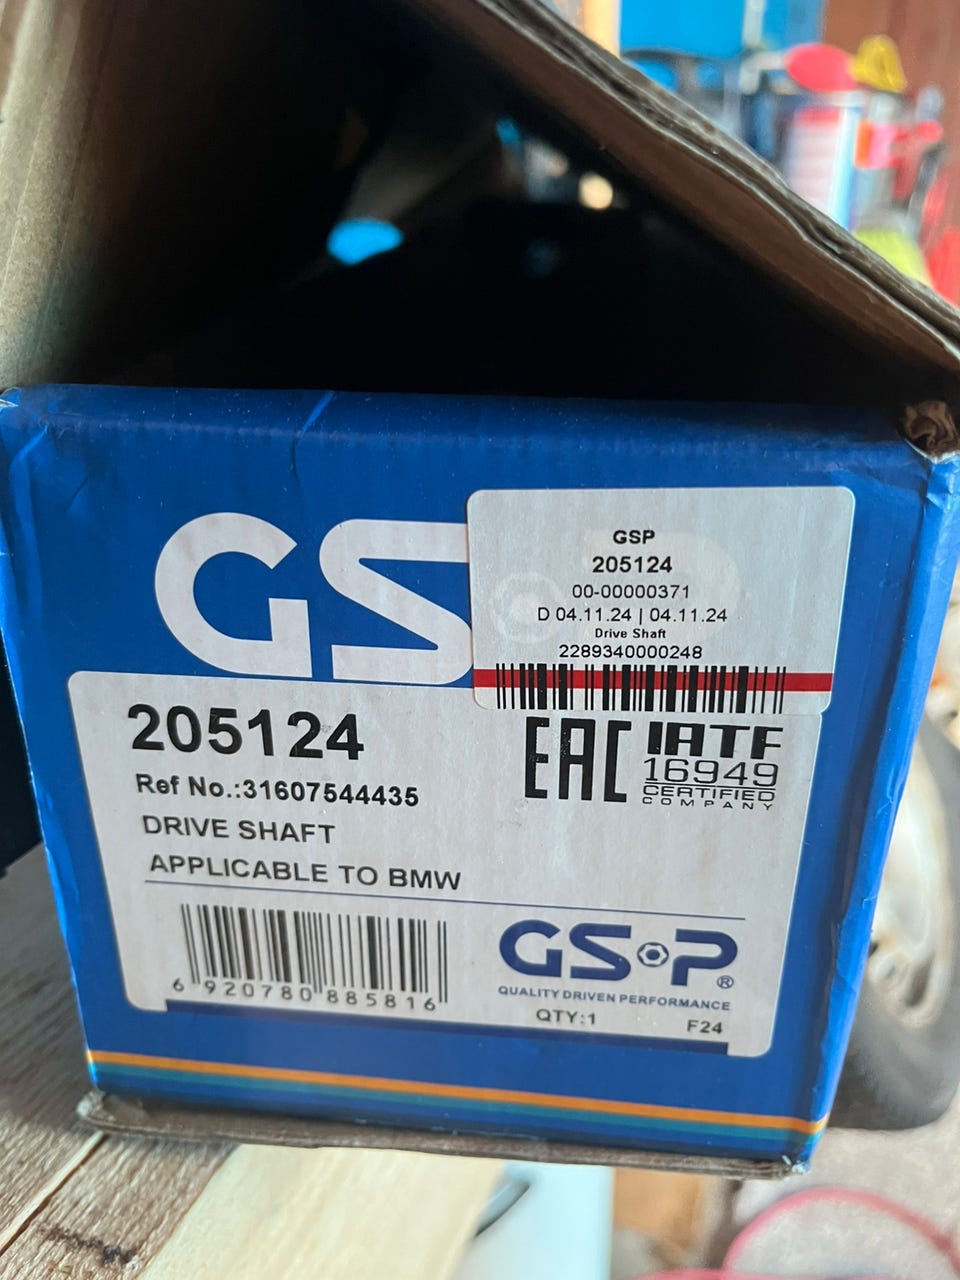 GS
GSP
205124
00-00000371
D 04.11.24 | 04.11.24
Drive Shaft
2289340000248
205124
Ref No.:31607544435
DRIVE SHAFT
APPLICABLE TO BMW
EAC
IATF
16949
CERTIFIED
COMPANY
6 920780 885816
GSP®
QUALITY DRIVEN PERFORMANCE
QTY:1
F24